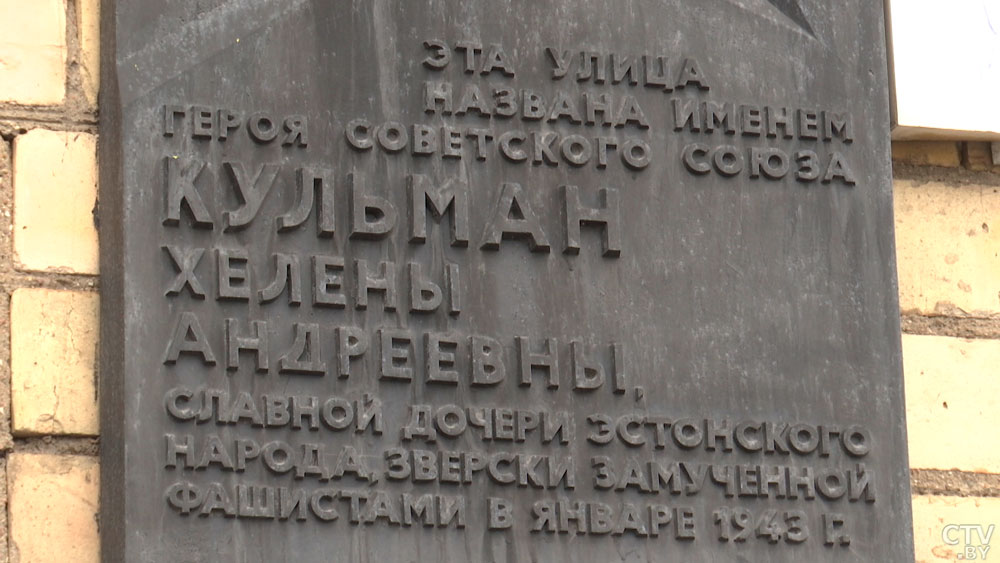 ЭТА УЛИЦА
НАЗВАНА ИМЕНЕМ
ГЕРОЯ СОВЕТСКОГО СОЮЗА
КУЛЬМАН
ХЕЛЕНЫ
АНДРЕЕВНЫ,
СЛАВНОЙ ДОЧЕРИ ЭСТОНСКОГО
НАРОДА, ЗВЕРСКИ ЗАМУЧЕННОЙ
ФАШИСТАМИ В ЯНВАРЕ 1943 Г.
CTV
.BY